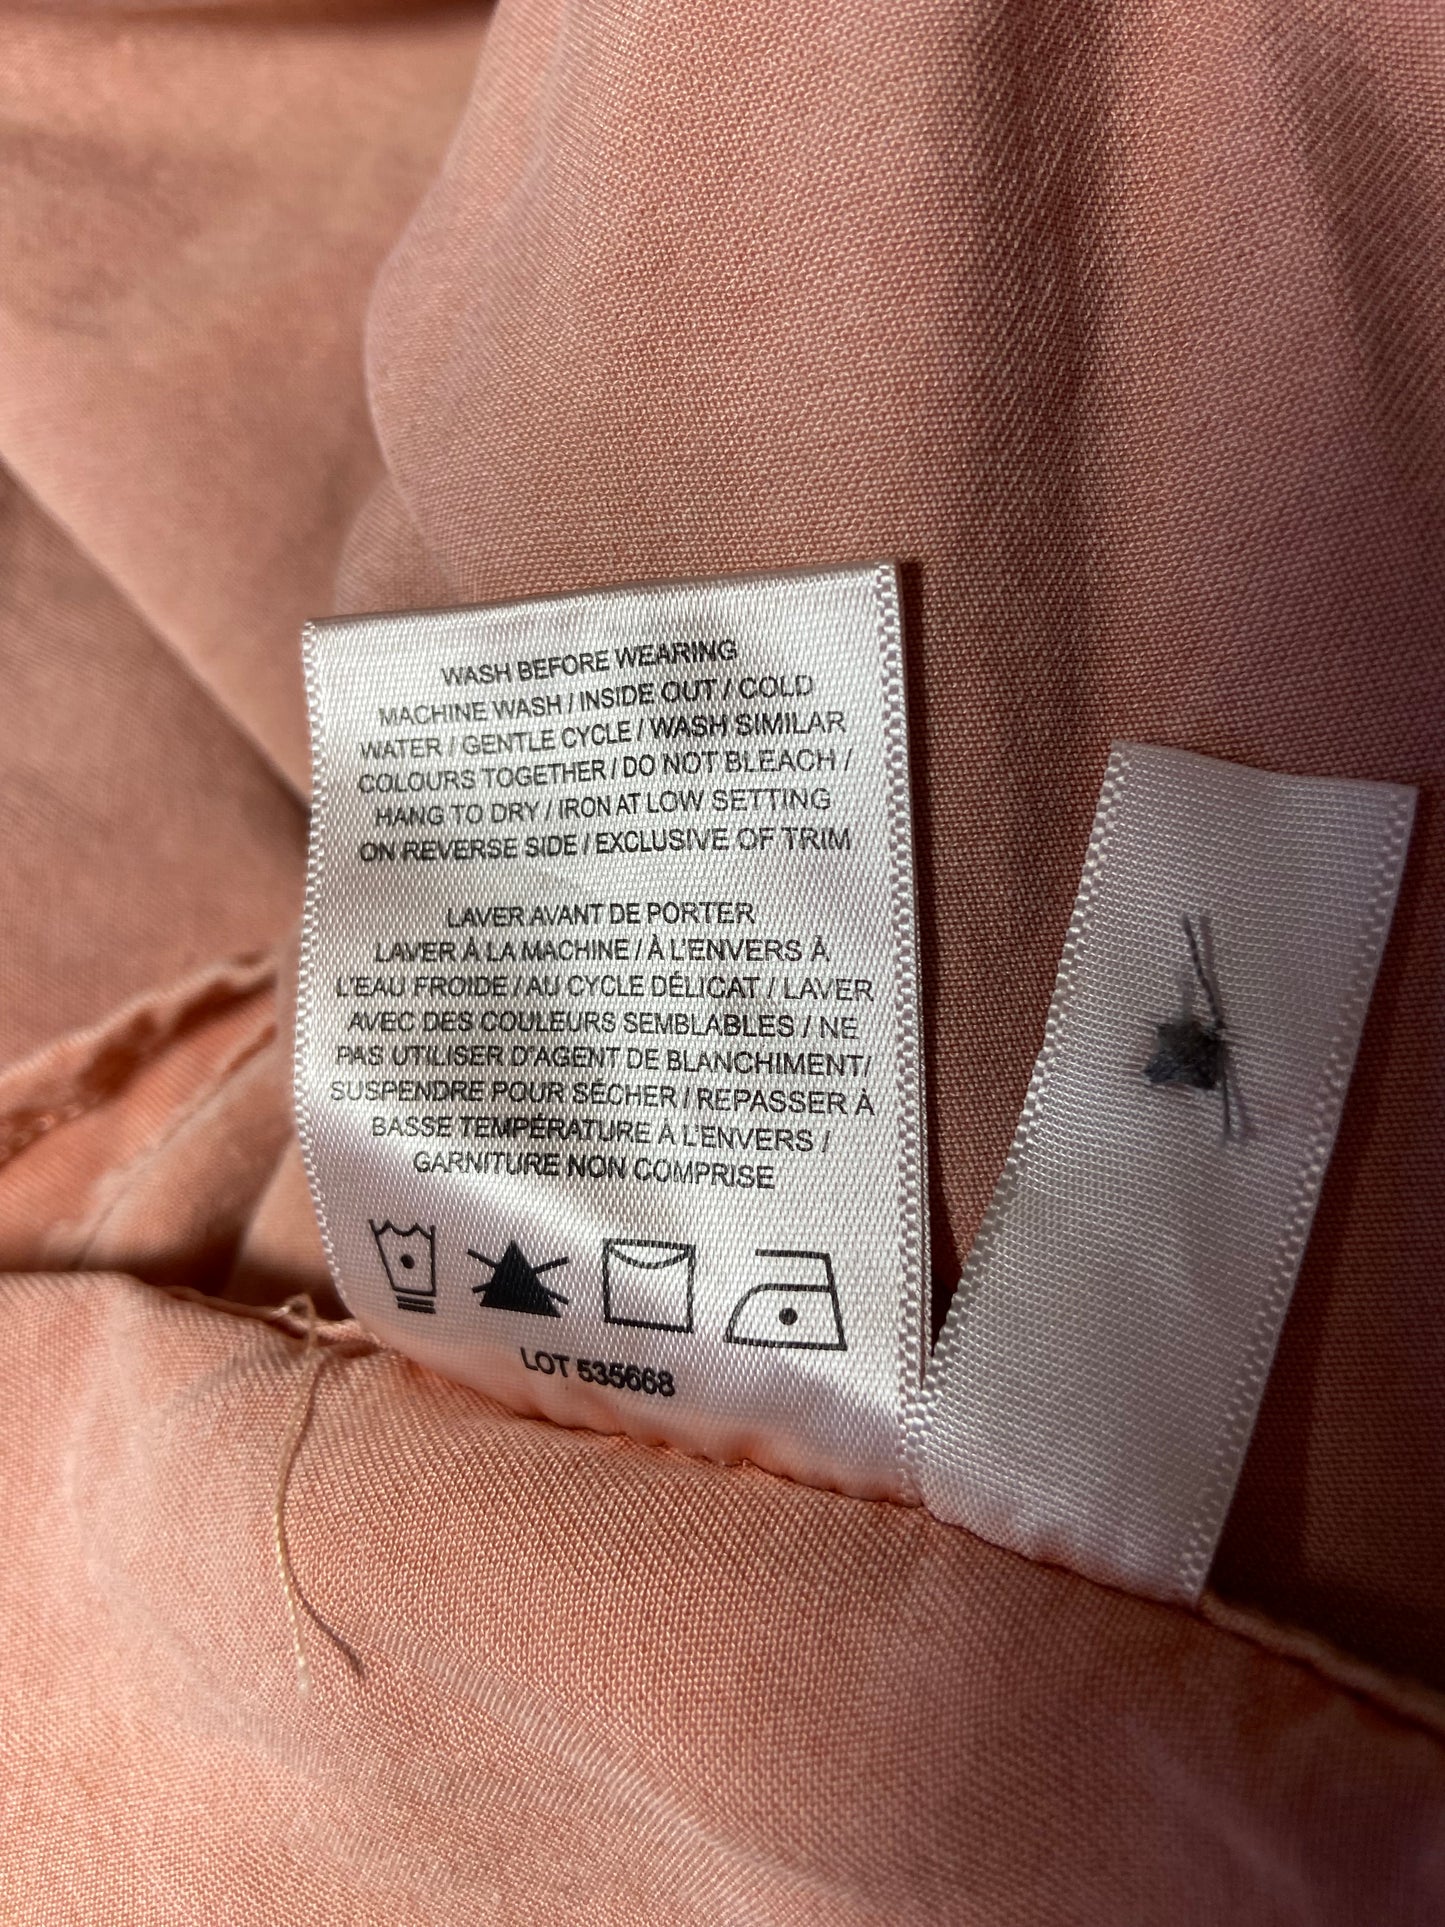 WASH BEFORE WEARING
MACHINE WASH / INSIDE OUT / COLD
WATER / GENTLE CYCLE / WASH SIMILAR
COLOURS TOGETHER / DO NOT BLEACH /
HANG TO DRY / IRON AT LOW SETTING
ON REVERSE SIDE / EXCLUSIVE OF TRIM
LAVER AVANT DE PORTER
LAVER À LA MACHINE / À L'ENVERS À
L'EAU FROIDE / AU CYCLE DÉLICAT / LAVER
AVEC DES COULEURS SEMBLABLES / NE
PAS UTILISER D'AGENT DE BLANCHIMENT/
SUSPENDRE POUR SÉCHER / REPASSER À
BASSE TEMPÉRATURE À L'ENVERS /
GARNITURE NON COMPRISE
LOT 535668